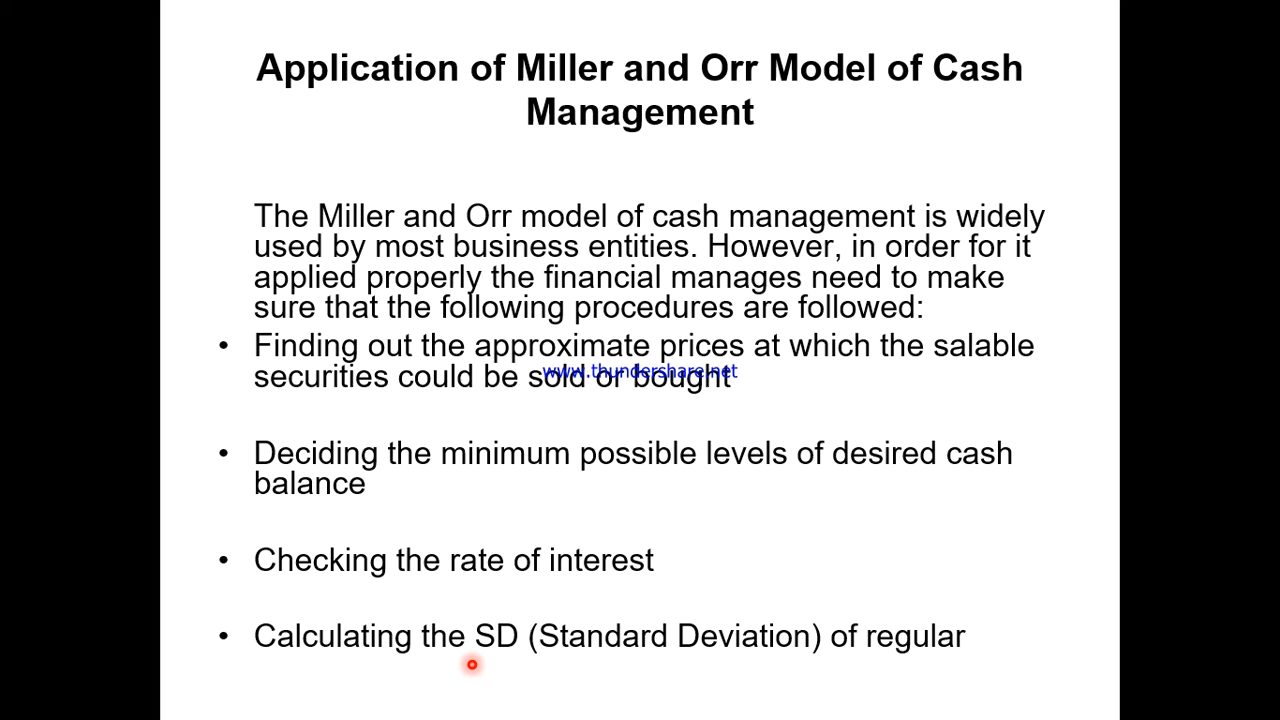 Application of Miller and Orr Model of Cash
Management
The Miller and Orr model of cash management is widely
used by most business entities. However, in order for it
applied properly the financial manages need to make
sure that the following procedures are followed:
• Finding out the approximate prices at which the salable
securities could be sold or bought
www.thundershare.net
• Deciding the minimum possible levels of desired cash
balance
• Checking the rate of interest
• Calculating the SD (Standard Deviation) of regular